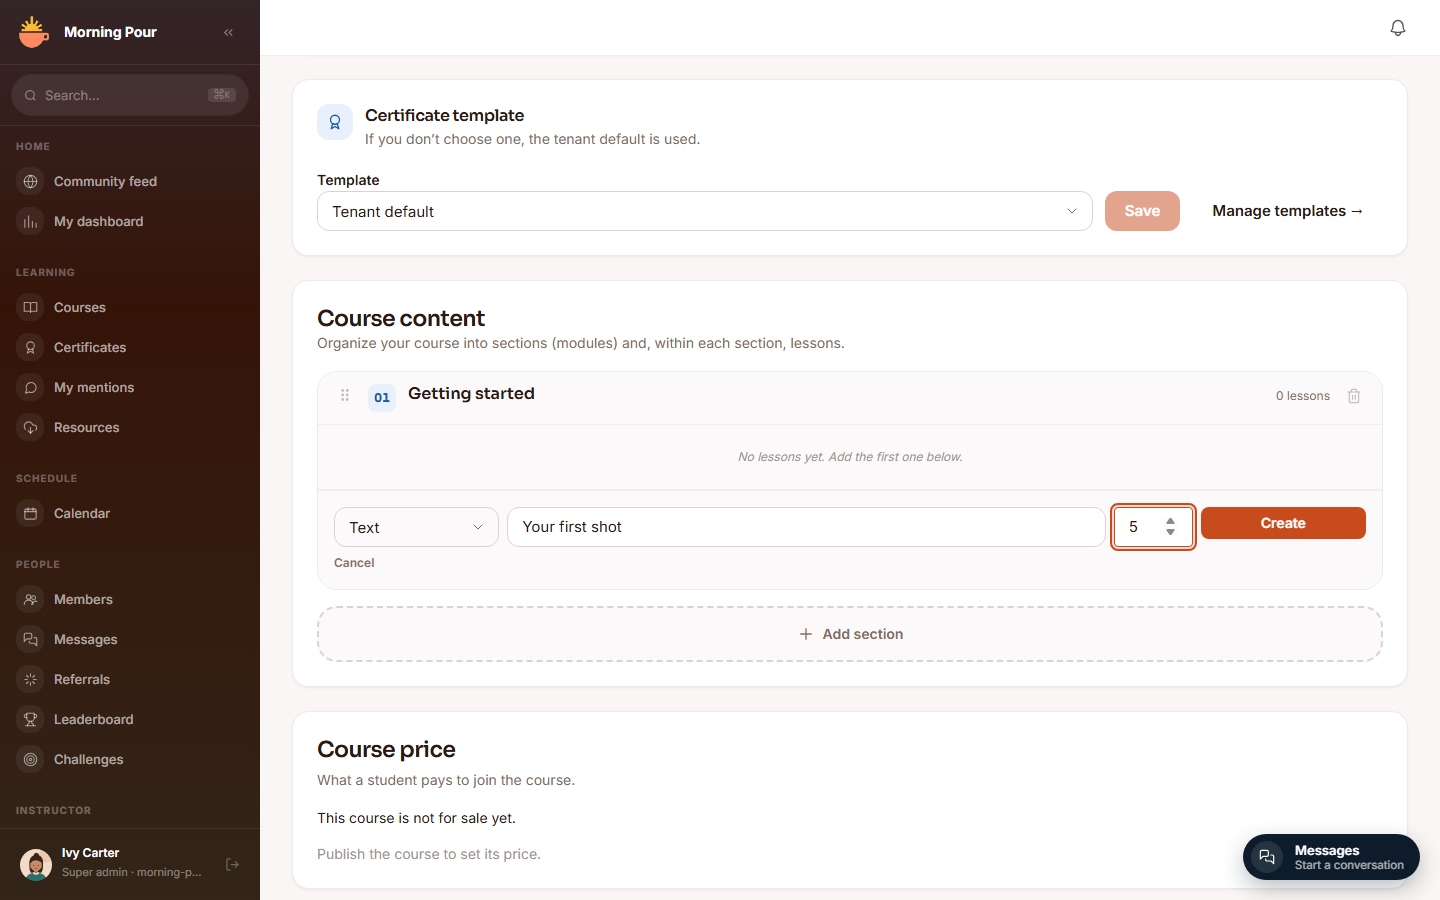 Morning Pour
Search...
⌘K
HOME
Community feed
My dashboard
LEARNING
Courses
Certificates
My mentions
Resources
SCHEDULE
Calendar
PEOPLE
Members
Messages
Referrals
Leaderboard
Challenges
INSTRUCTOR
Ivy Carter
Super admin · morning-p...
Certificate template
If you don't choose one, the tenant default is used.
Template
Tenant default
Save
Manage templates →
Course content
Organize your course into sections (modules) and, within each section, lessons.
01 Getting started
0 lessons
No lessons yet. Add the first one below.
Text
Your first shot
5
Create
Cancel
+ Add section
Course price
What a student pays to join the course.
This course is not for sale yet.
Publish the course to set its price.
Messages
Start a conversation